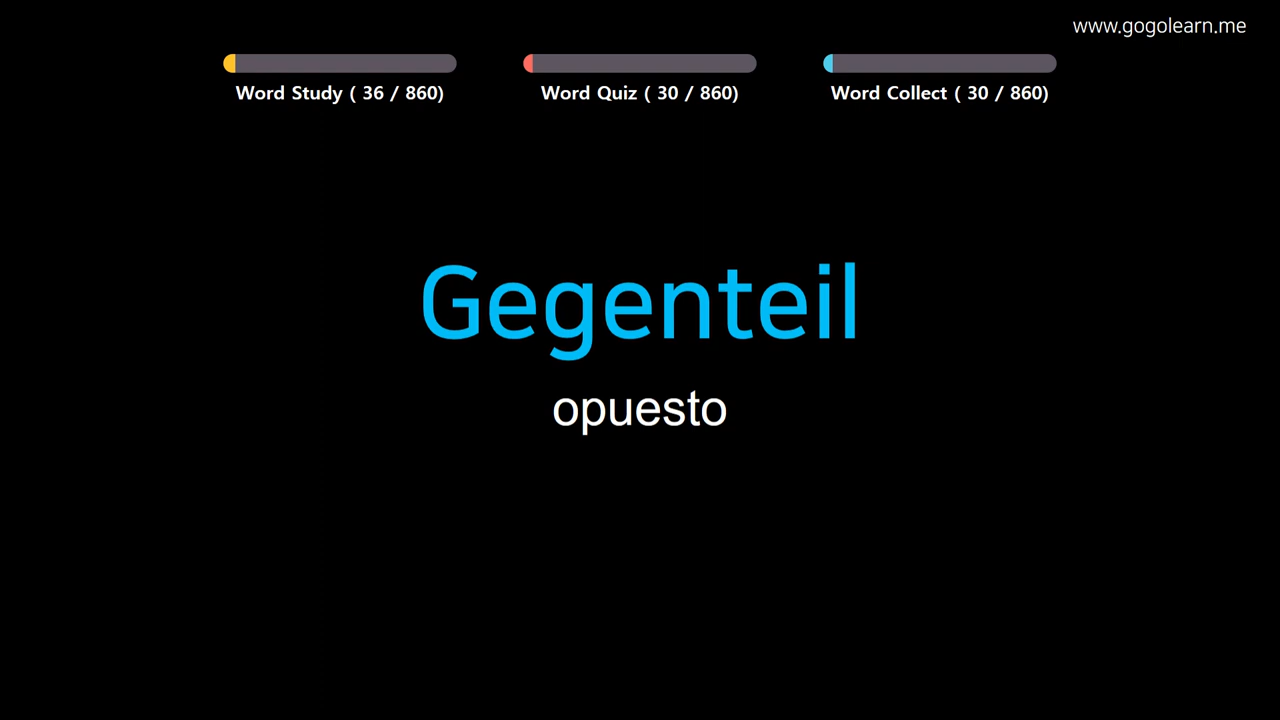 www.gogolearn.me
Word Study ( 36 / 860)
Word Quiz ( 30 / 860)
Word Collect ( 30 / 860)
Gegenteil
opuesto